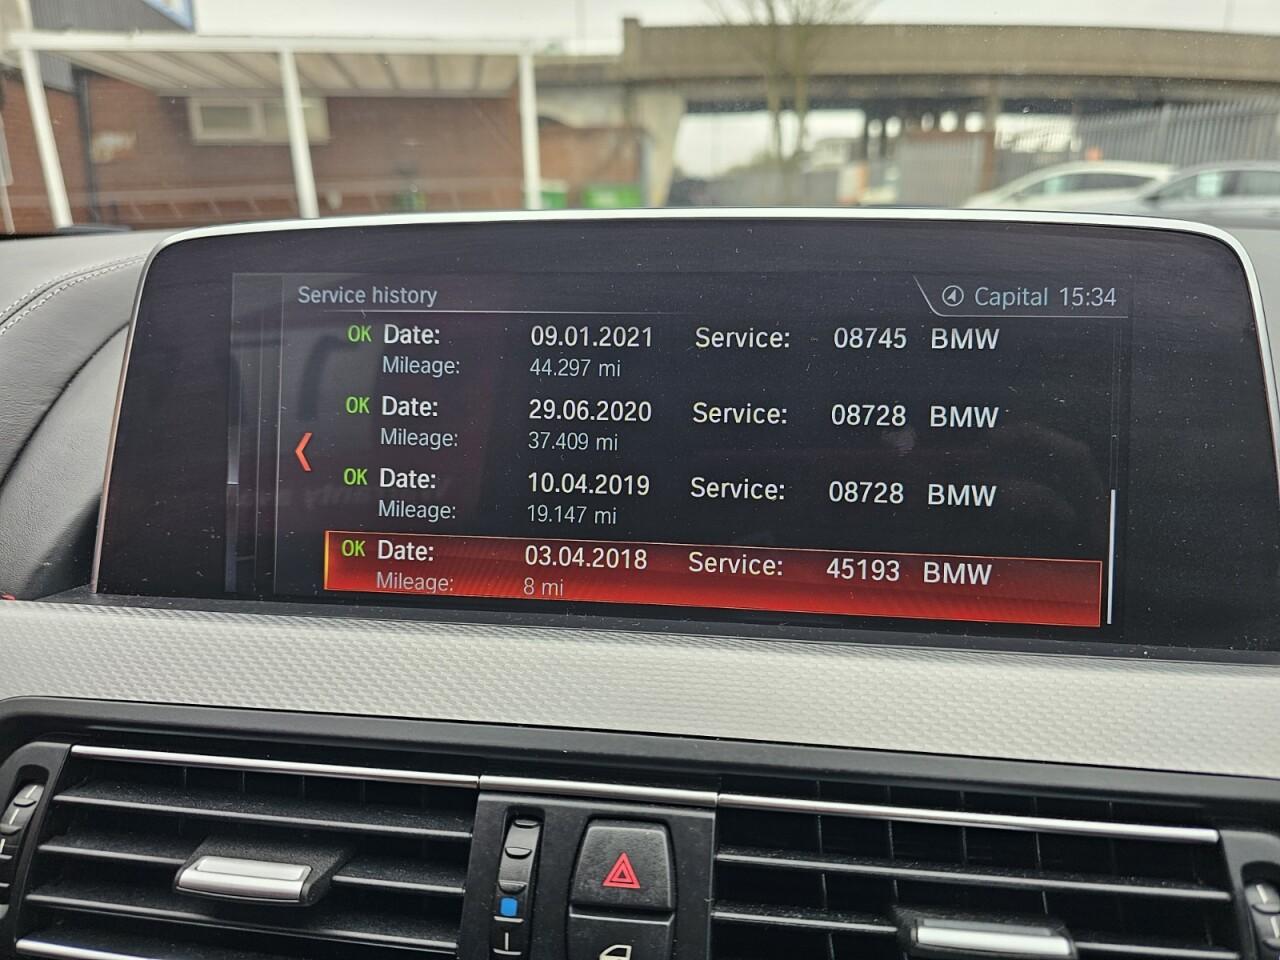 Service history Capital 15:34
OK Date: 09.01.2021 Service: 08745 BMW
Mileage: 44.297 mi
OK Date: 29.06.2020 Service: 08728 BMW
Mileage: 37.409 mi
OK Date: 10.04.2019 Service: 08728 BMW
Mileage: 19.147 mi
OK Date: 03.04.2018 Service: 45193 BMW
Mileage: 8 mi